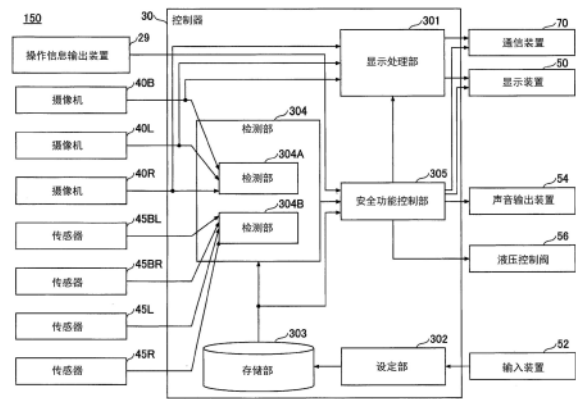 150
30
控制器
301
显示处理部
70
通信装置
29
操作信息输出装置
50
显示装置
40B
摄像机
304
检测部
40L
摄像机
304A
检测部
40R
摄像机
305
安全功能控制部
54
声音输出装置
304B
检测部
45BL
传感器
45BR
传感器
56
液压控制阀
45L
传感器
303
存储部
302
设定部
52
输入装置
45R
传感器